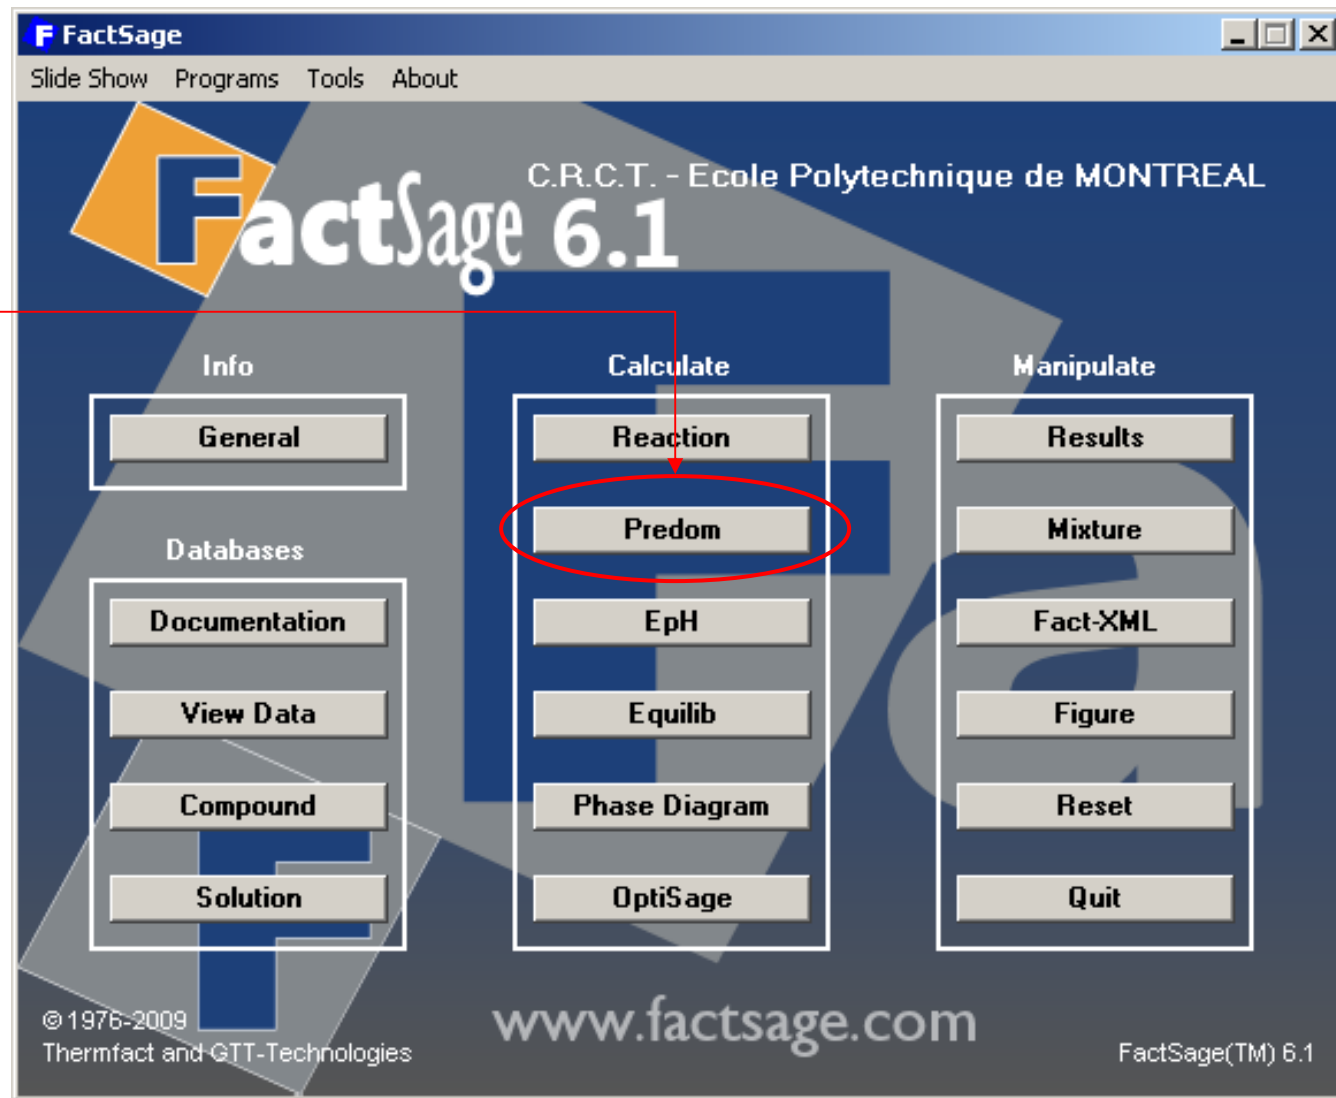 FactSage
Slide Show Programs Tools About
C.R.C.T. - Ecole Polytechnique de MONTREAL
FactSage 6.1
Info
General
Databases
Documentation
View Data
Compound
Solution
Calculate
Reaction
Predom
EpH
Equilib
Phase Diagram
OptiSage
Manipulate
Results
Mixture
Fact-XML
Figure
Reset
Quit
©1976-2009
Thermfact and GTT-Technologies
www.factsage.com
FactSage(TM) 6.1